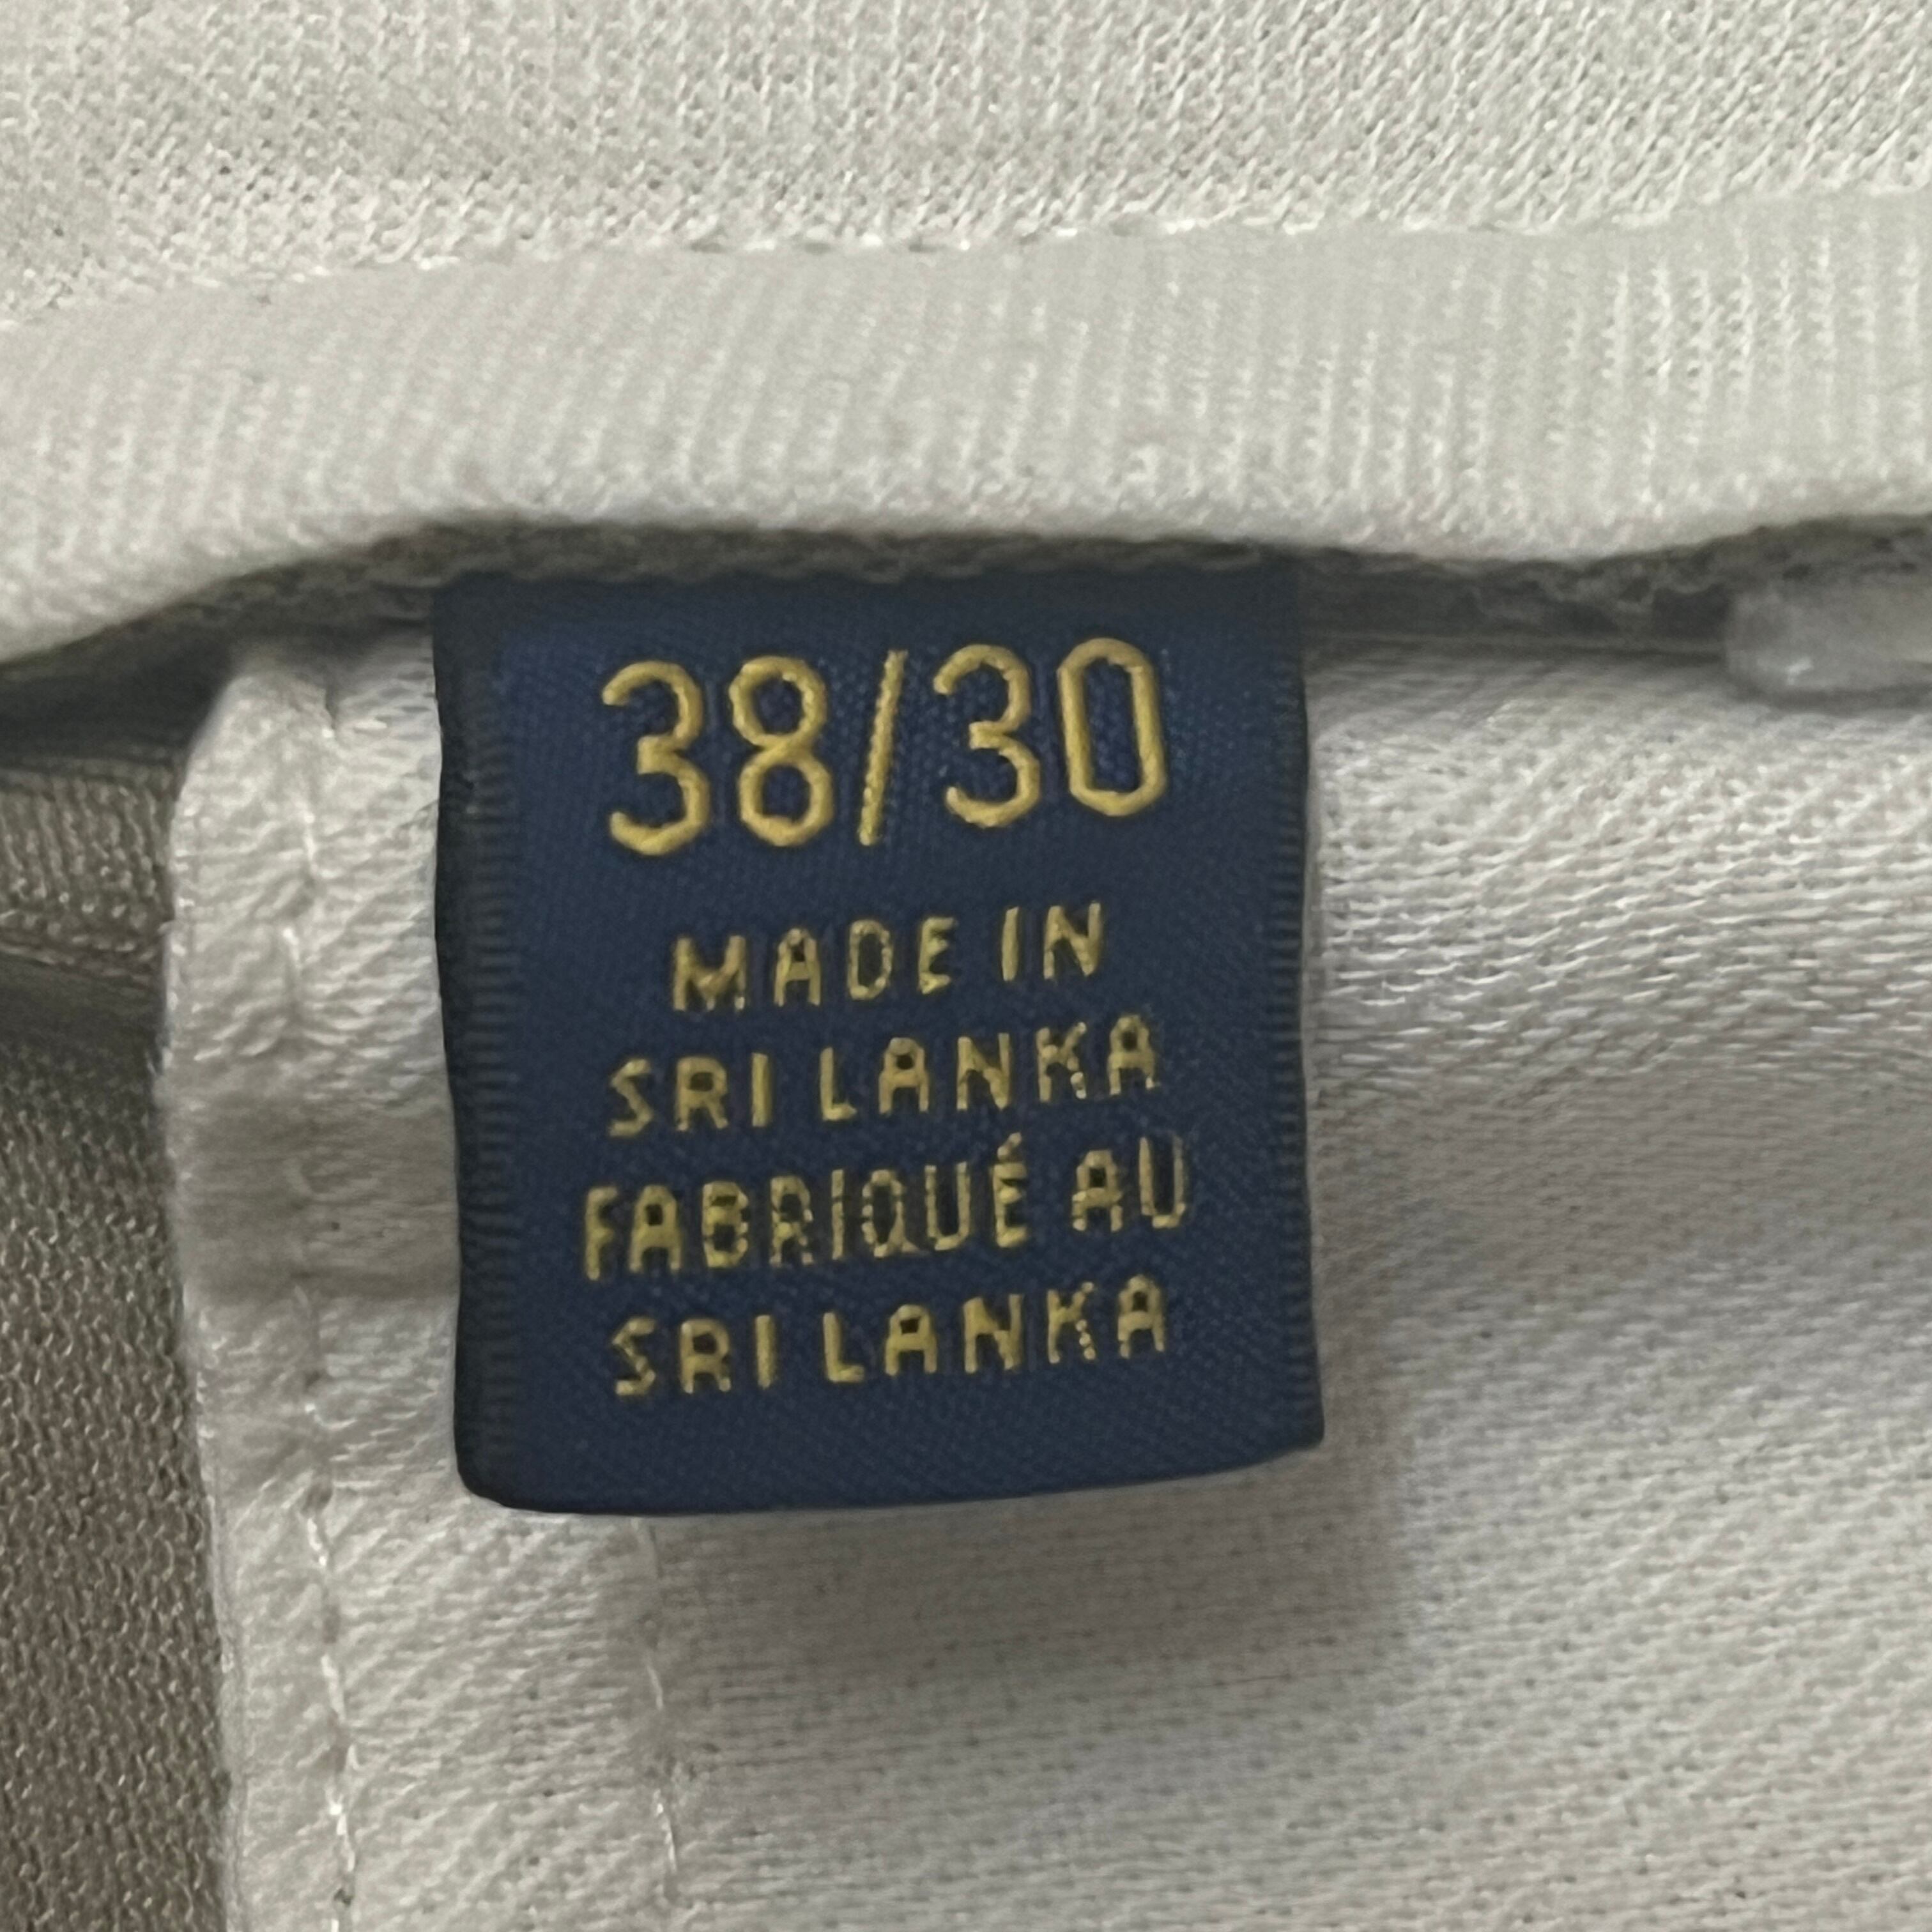 38/30
MADE IN
SRI LANKA
FABRIQUÉ AU
SRI LANKA